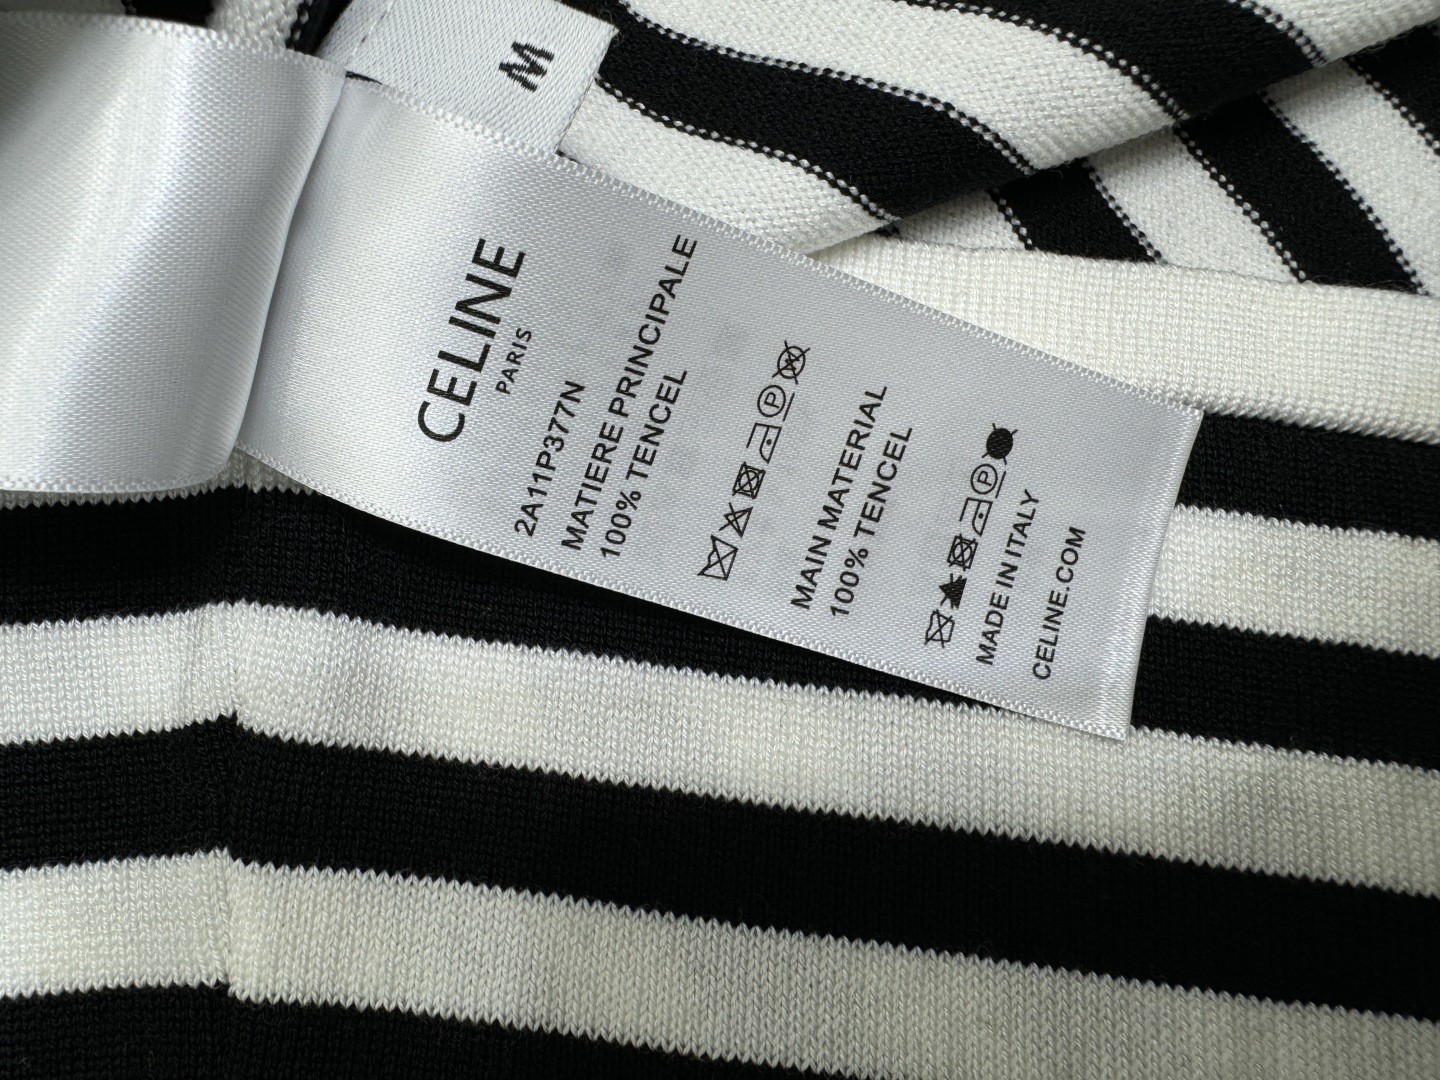 M
CELINE
PARIS
2A11P377N
MATIERE PRINCIPALE
100% TENCEL
MAIN MATERIAL
100% TENCEL
MADE IN ITALY
CELINE.COM